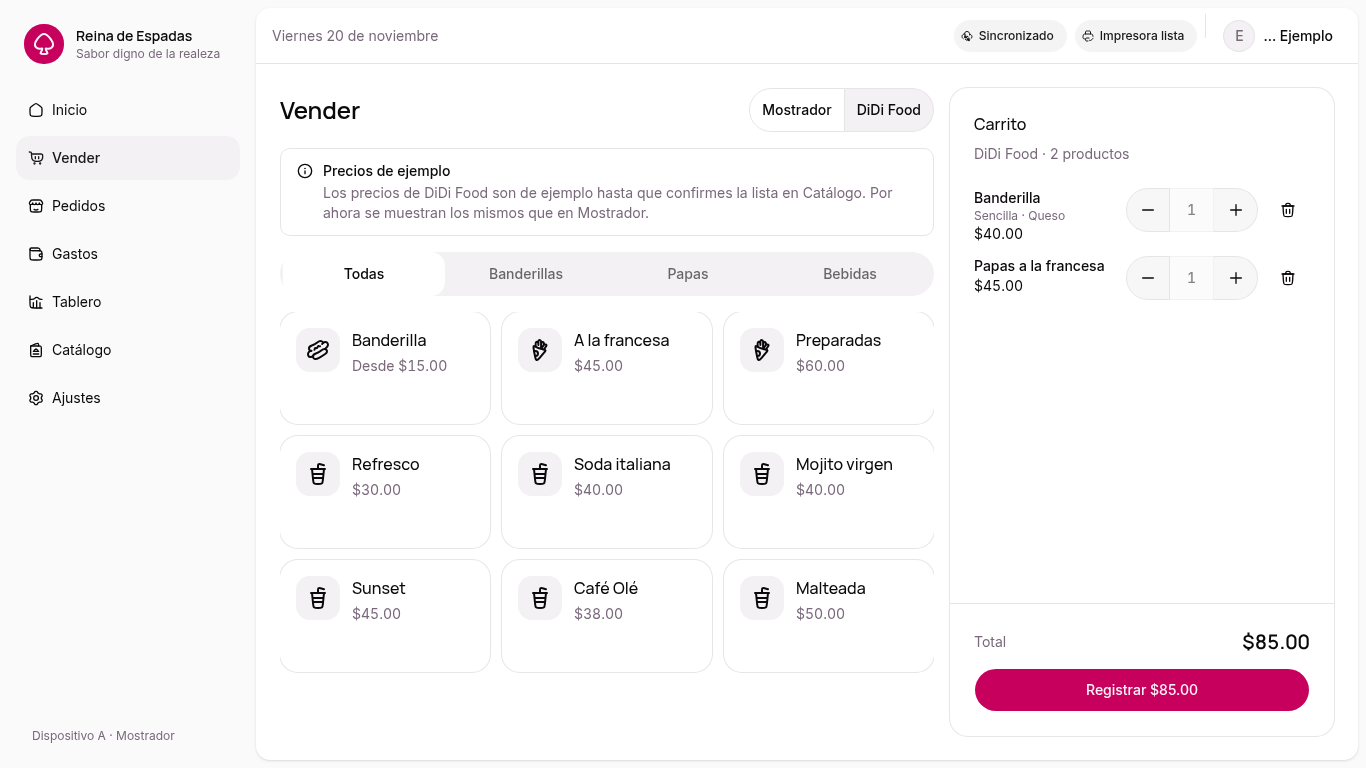 Reina de Espadas
Sabor digno de la realeza
Inicio
Vender
Pedidos
Gastos
Tablero
Catálogo
Ajustes
Dispositivo A · Mostrador
Viernes 20 de noviembre
Sincronizado
Impresora lista
E
... Ejemplo
Vender
Mostrador
DiDi Food
Precios de ejemplo
Los precios de DiDi Food son de ejemplo hasta que confirmes la lista en Catálogo. Por
ahora se muestran los mismos que en Mostrador.
Todas
Banderillas
Papas
Bebidas
Banderilla
Desde $15.00
A la francesa
$45.00
Preparadas
$60.00
Refresco
$30.00
Soda italiana
$40.00
Mojito virgen
$40.00
Sunset
$45.00
Café Olé
$38.00
Malteada
$50.00
Carrito
DiDi Food · 2 productos
Banderilla
Sencilla · Queso
$40.00
1
Papas a la francesa
$45.00
1
Total
$85.00
Registrar $85.00